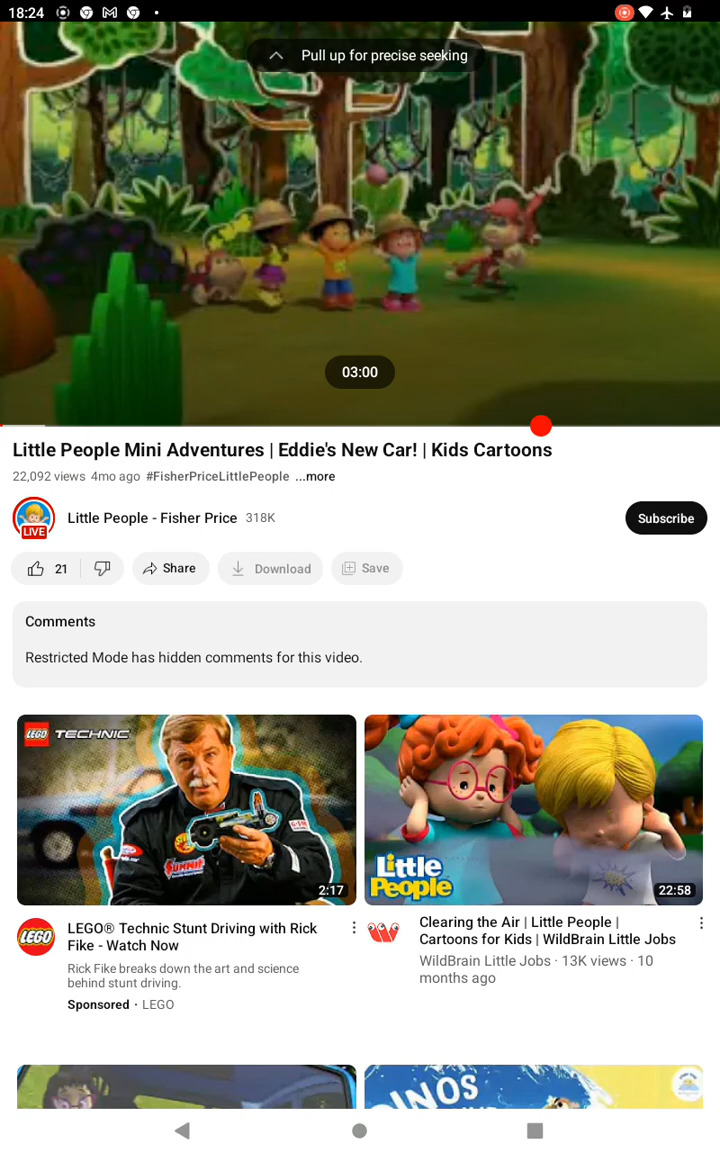 18:24
Pull up for precise seeking
03:00
Little People Mini Adventures | Eddie's New Car! | Kids Cartoons
22,092 views 4mo ago #FisherPriceLittlePeople ...more
LIVE
Little People - Fisher Price 318K
Subscribe
21
Share
Download
Save
Comments
Restricted Mode has hidden comments for this video.
LEGO TECHNIC
2:17
Little People
22:58
LEGO
LEGO® Technic Stunt Driving with Rick Fike - Watch Now
Rick Fike breaks down the art and science behind stunt driving.
Sponsored · LEGO
Clearing the Air | Little People | Cartoons for Kids | WildBrain Little Jobs
WildBrain Little Jobs · 13K views · 10 months ago
DINOS